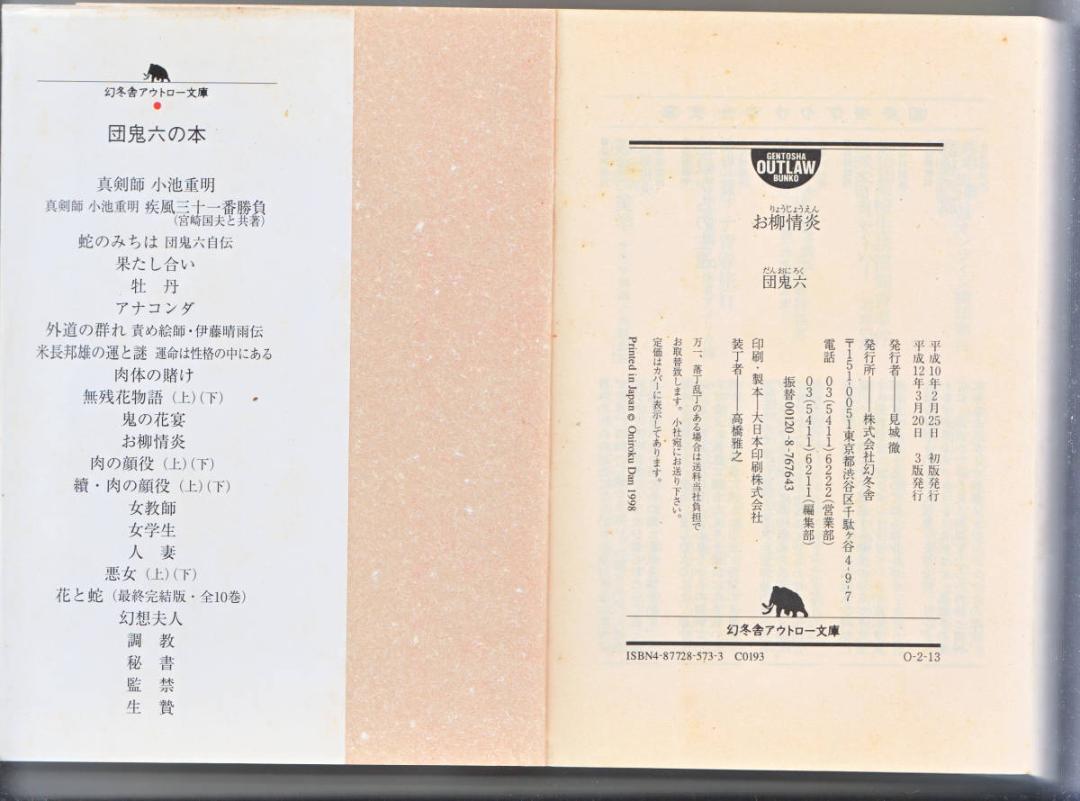 幻冬舎アウトロー文庫
団鬼六の本
真剣師 小池重明
真剣師 小池重明 疾風三十一番勝負
(宮崎国夫と共著)
蛇のみちは 団鬼六自伝
果たし合い
牡 丹
アナコンダ
外道の群れ 責め絵師・伊藤晴雨伝
米長邦雄の運と謎 運命は性格の中にある
肉体の賭け
無残花物語 (上)(下)
鬼の花宴
お柳情炎
肉の顔役 (上)(下)
續・肉の顔役 (上)(下)
女教師
女学生
人 妻
悪女 (上)(下)
花と蛇 (最終完結版・全10巻)
幻想夫人
調 教
秘 書
監 禁
生 贄
GENTOSHA
OUTLAW
BUNKO
りょうじょうえん
お柳情炎
だんおにろく
団鬼六
平成10年2月25日 初版発行
平成12年3月20日 3版発行
発行者――見城 徹
発行所――株式会社幻冬舎
〒151-0051東京都渋谷区千駄ヶ谷4-9-7
電話 03(5411)6222(営業部)
03(5411)6211(編集部)
振替00120-8-767643
印刷・製本―大日本印刷株式会社
装丁者――高橋雅之
万一、落丁乱丁のある場合は送料当社負担で
お取替致します。小社宛にお送り下さい。
定価はカバーに表示してあります。
Printed in Japan © Oniroku Dan 1998
幻冬舎アウトロー文庫
ISBN4-87728-573-3 C0193
O-2-13